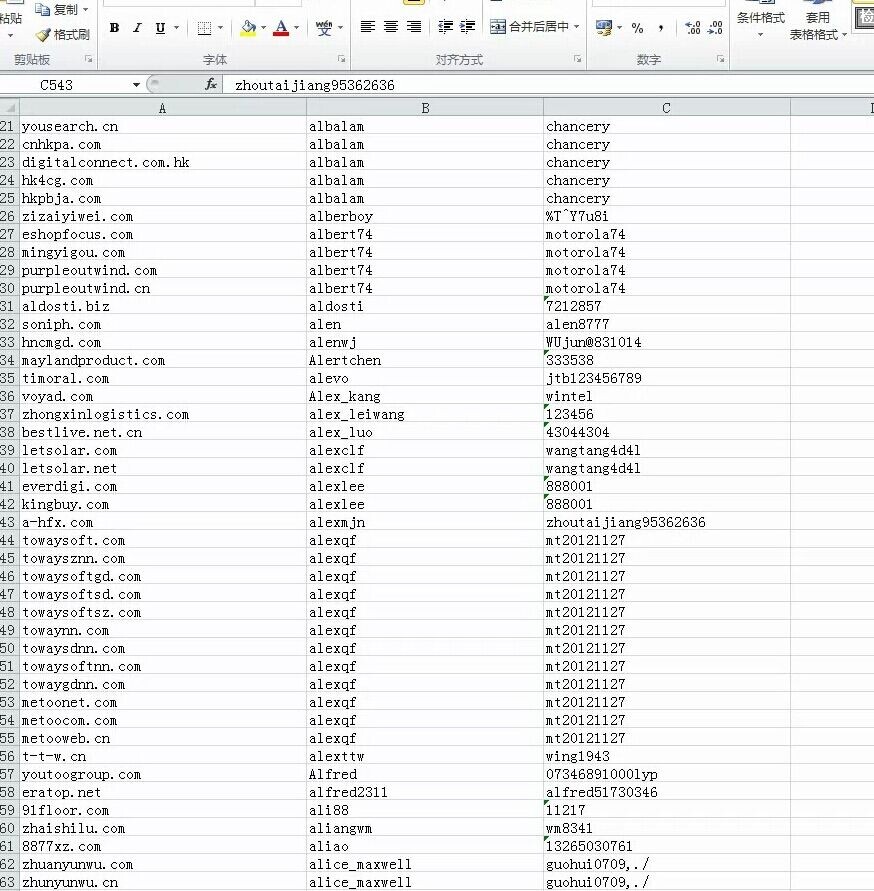 粘贴
复制
格式刷
B I U
wén
文
合并后居中
%
,
条件格式
套用
表格格式
剪贴板
字体
对齐方式
数字
C543 fx zhoutaijiang95362636
A B C
21 yousearch.cn albalam chancery
22 cnhkpa.com albalam chancery
23 digitalconnect.com.hk albalam chancery
24 hk4cg.com albalam chancery
25 hkpbja.com albalam chancery
26 zizaiyiwei.com alberboy %T^Y7u8i
27 eshopfocus.com albert74 motorola74
28 mingyigou.com albert74 motorola74
29 purpleoutwind.com albert74 motorola74
30 purpleoutwind.cn albert74 motorola74
31 aldosti.biz aldosti 7212857
32 soniph.com alen alen8777
33 hncmgd.com alenwj WUjun@831014
34 maylandproduct.com Alertchen 333538
35 timoral.com alevo jtb123456789
36 voyad.com Alex_kang wintel
37 zhongxinlogistics.com alex_leiwang 123456
38 bestlive.net.cn alex_luo 43044304
39 letsolar.com alexclf wangtang4d4l
40 letsolar.net alexclf wangtang4d4l
41 everdigi.com alexlee 888001
42 kingbuy.com alexlee 888001
43 a-hfx.com alexmjn zhoutaijiang95362636
44 towaysoft.com alexqf mt20121127
45 towaysznn.com alexqf mt20121127
46 towaysoftgd.com alexqf mt20121127
47 towaysoftsd.com alexqf mt20121127
48 towaysoftsz.com alexqf mt20121127
49 towaynn.com alexqf mt20121127
50 towaysdnn.com alexqf mt20121127
51 towaysoftnn.com alexqf mt20121127
52 towaygdnn.com alexqf mt20121127
53 metoonet.com alexqf mt20121127
54 metoocom.com alexqf mt20121127
55 metooweb.cn alexqf mt20121127
56 t-t-w.cn alexttw wing1943
57 youtoogroup.com Alfred 07346891000lyp
58 eratop.net alfred2311 alfred51730346
59 91floor.com ali88 11217
60 zhaishilu.com aliangwm wm8341
61 8877xz.com aliao 13265030761
62 zhuanyunwu.com alice_maxwell guohui0709,./
63 zhunyunwu.cn alice_maxwell guohui0709,./